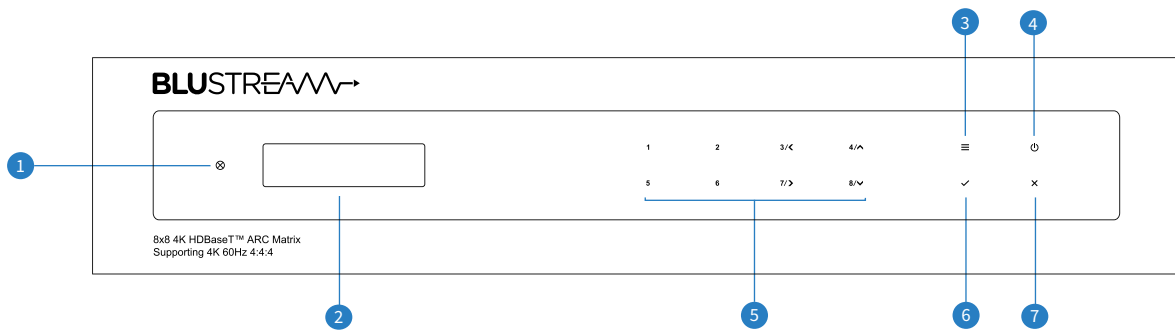 3 4
BLUSTREAM
1 2 3/< 4/^
1
5 6 7/> 8/v
8x8 4K HDBaseT™ ARC Matrix
Supporting 4K 60Hz 4:4:4
2 5 6 7